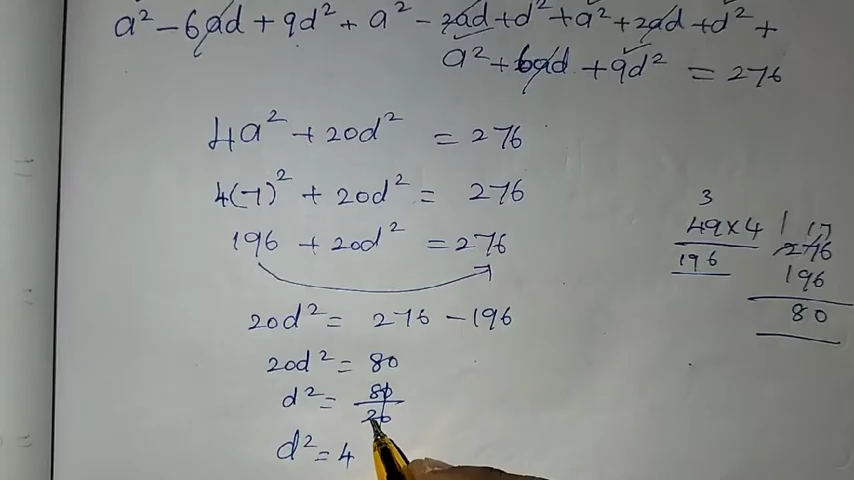 a² - 6ad + 9d² + a² - 2ad + d² + a² + 2ad + d² +
a² + 6ad + 9d² = 276
4a² + 20d² = 276
4(-7)² + 20d² = 276
196 + 20d² = 276
20d² = 276 - 196
20d² = 80
d² = 80/20
d² = 4
3
49×4
196
1 17
276
196
80